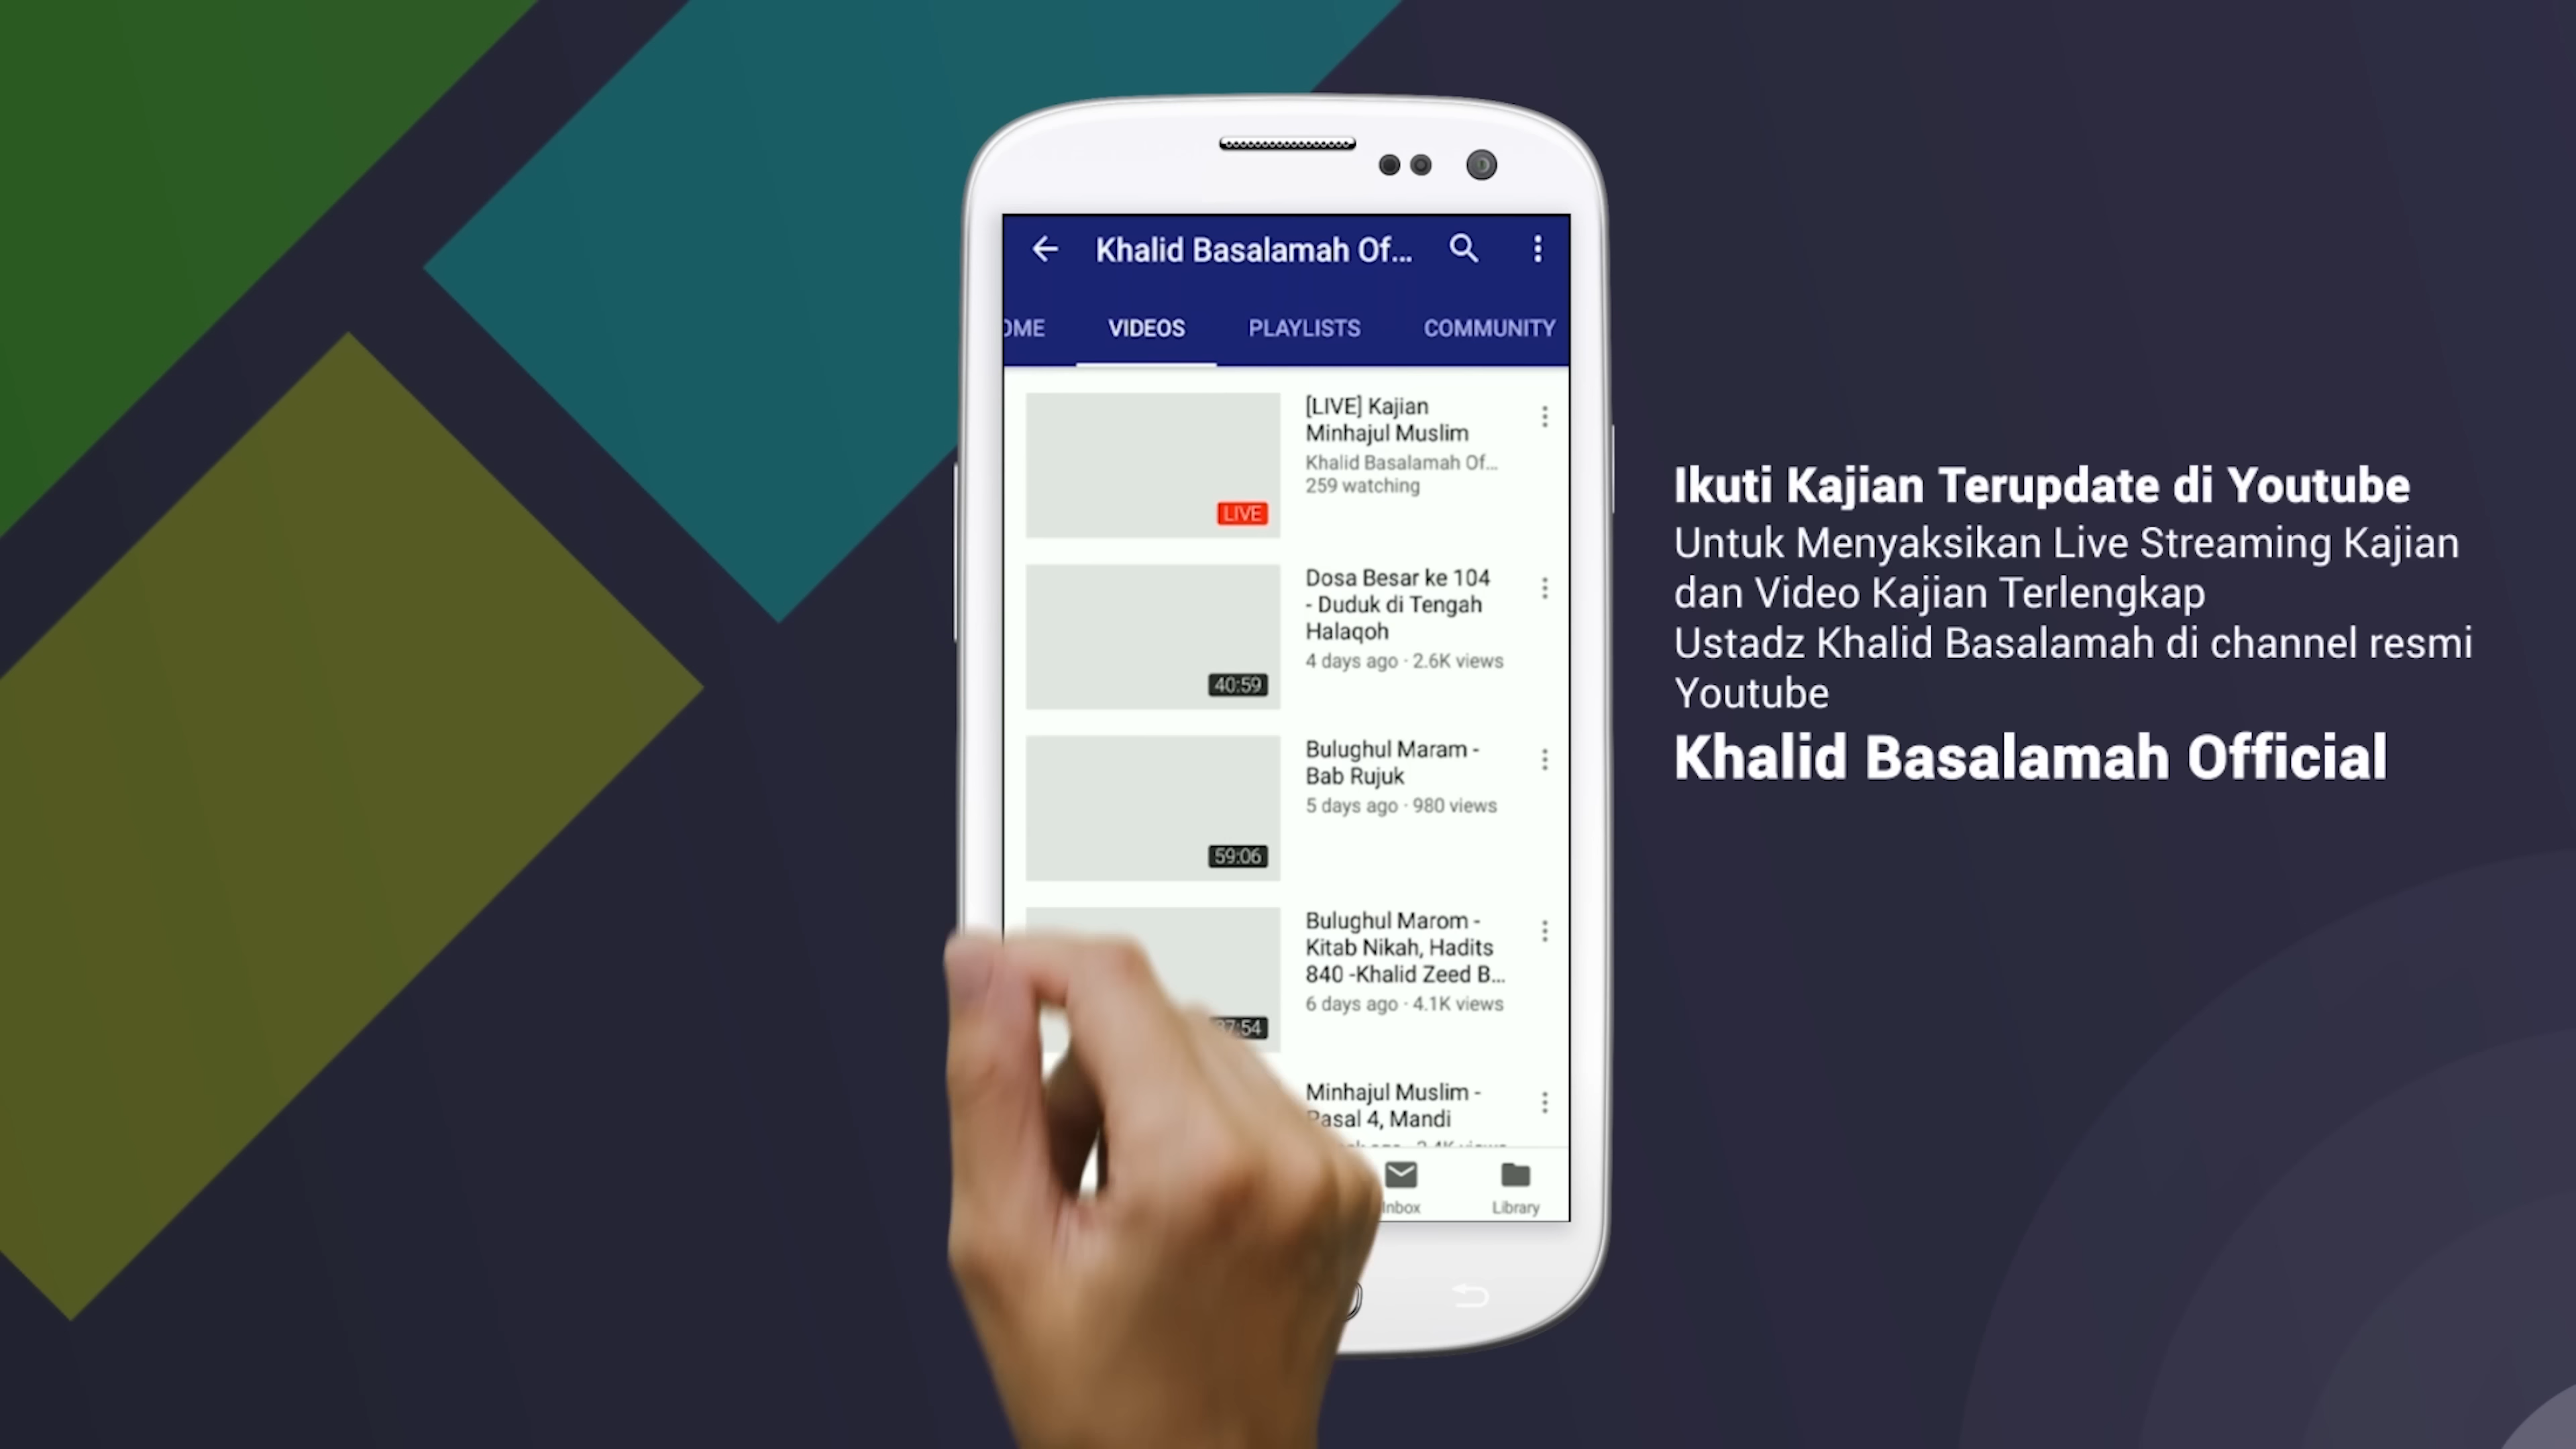 Khalid Basalamah Of...
VIDEOS
PLAYLISTS
COMMUNITY
[LIVE] Kajian
Minhajul Muslim
Khalid Basalamah Of...
259 watching
LIVE
Dosa Besar ke 104
- Duduk di Tengah
Halaqoh
4 days ago · 2.6K views
40:59
Bulughul Maram -
Bab Rujuk
5 days ago · 980 views
59:06
Bulughul Marom -
Kitab Nikah, Hadits
840 -Khalid Zeed B...
6 days ago · 4.1K views
Minhajul Muslim -
Pasal 4, Mandi
Inbox
Library
Ikuti Kajian Terupdate di Youtube
Untuk Menyaksikan Live Streaming Kajian
dan Video Kajian Terlengkap
Ustadz Khalid Basalamah di channel resmi
Youtube
Khalid Basalamah Official